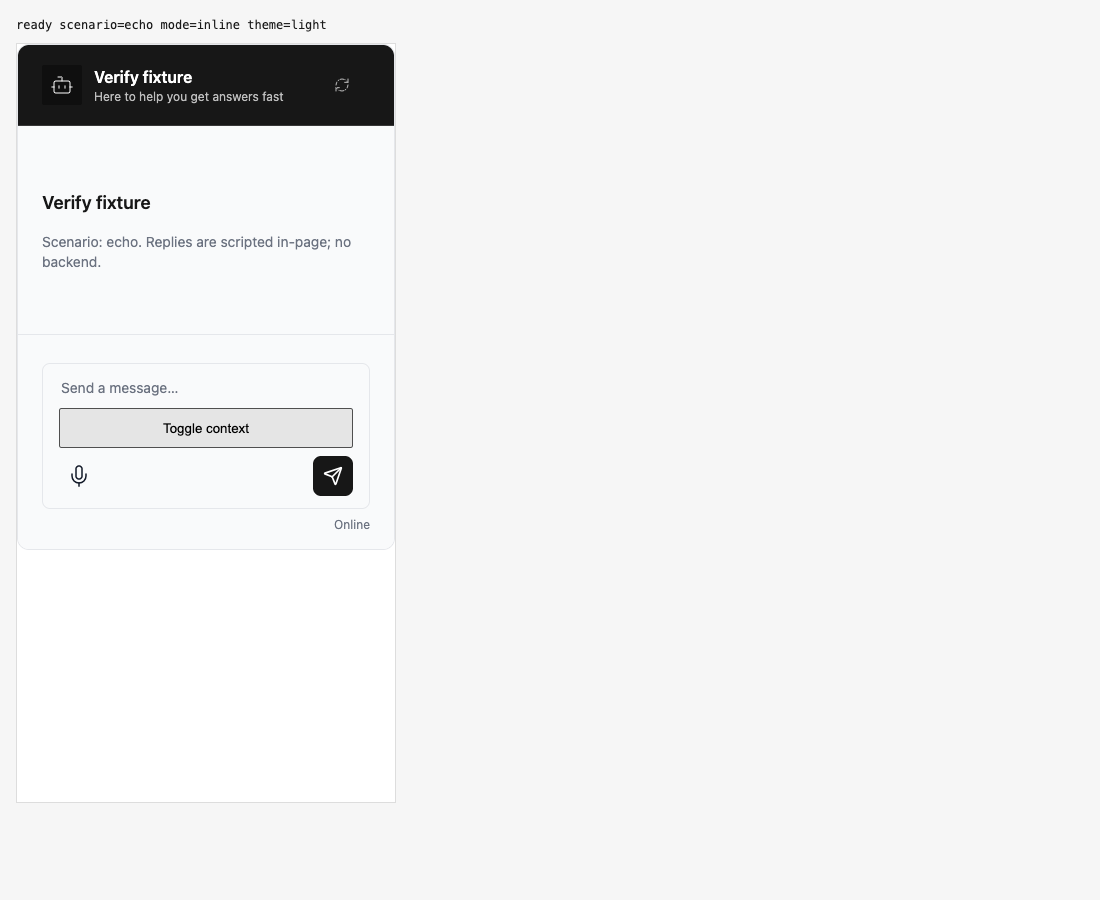 ready scenario=echo mode=inline theme=light
Verify fixture
Here to help you get answers fast
Verify fixture
Scenario: echo. Replies are scripted in-page; no
backend.
Send a message...
Toggle context
Online